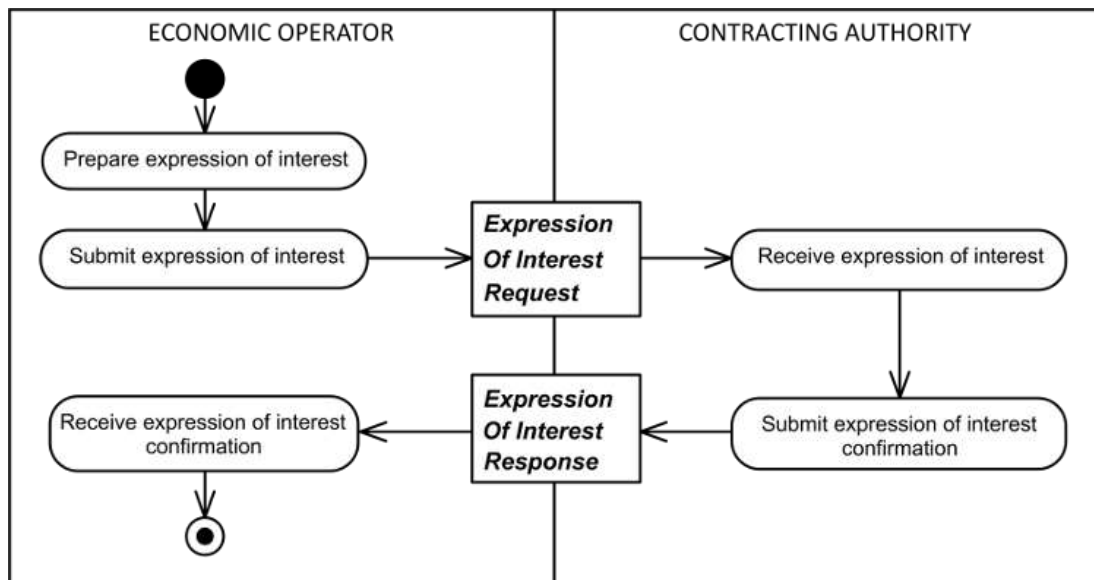 ECONOMIC OPERATOR
CONTRACTING AUTHORITY
Prepare expression of interest
Submit expression of interest
Expression
Of Interest
Request
Receive expression of interest
Receive expression of interest
confirmation
Expression
Of Interest
Response
Submit expression of interest
confirmation